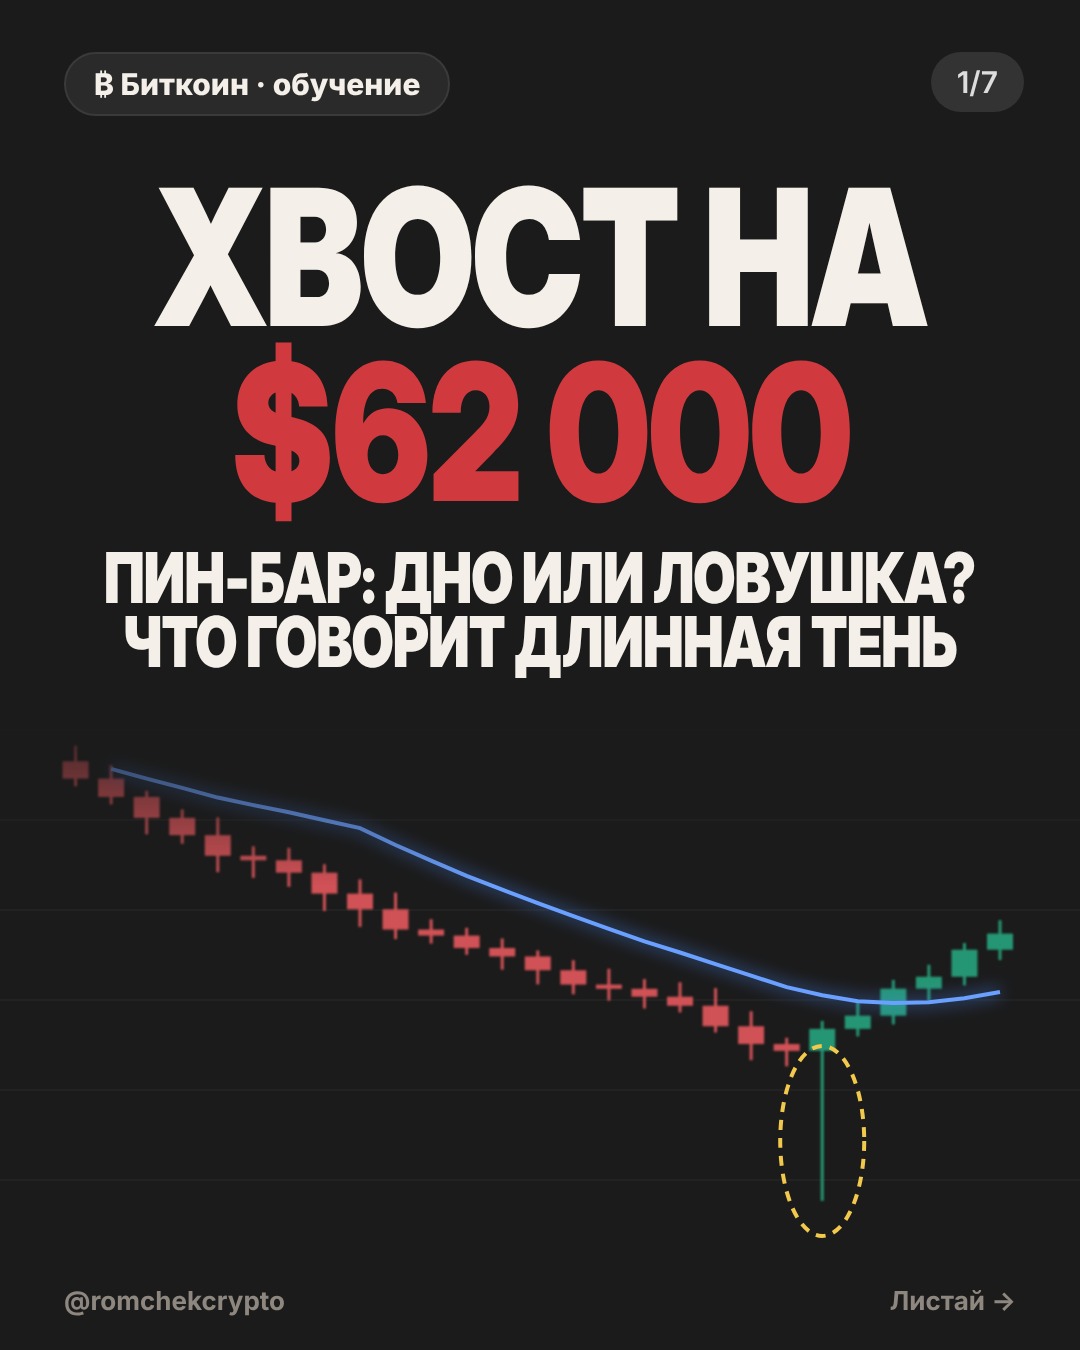 ₿ Биткоин · обучение
1/7
ХВОСТ НА
$62 000
ПИН-БАР: ДНО ИЛИ ЛОВУШКА?
ЧТО ГОВОРИТ ДЛИННАЯ ТЕНЬ
@romchekcrypto
Листай →